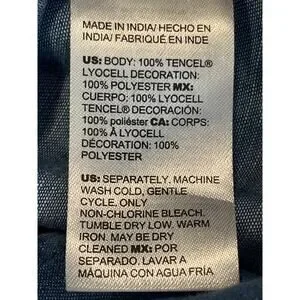 MADE IN INDIA/ HECHO EN
INDIA/ FABRIQUÉ EN INDE
US: BODY: 100% TENCEL®
LYOCELL DECORATION:
100% POLYESTER MX:
CUERPO: 100% LYOCELL
TENCEL® DECORACIÓN:
100% poliéster CA: CORPS:
100% À LYOCELL
DÉCORATION: 100%
POLYESTER
US: SEPARATELY. MACHINE
WASH COLD, GENTLE
CYCLE. ONLY
NON-CHLORINE BLEACH.
TUMBLE DRY LOW. WARM
IRON. MAY BE DRY
CLEANED MX: POR
SEPARADO. LAVAR A
MÁQUINA CON AGUA FRÍA